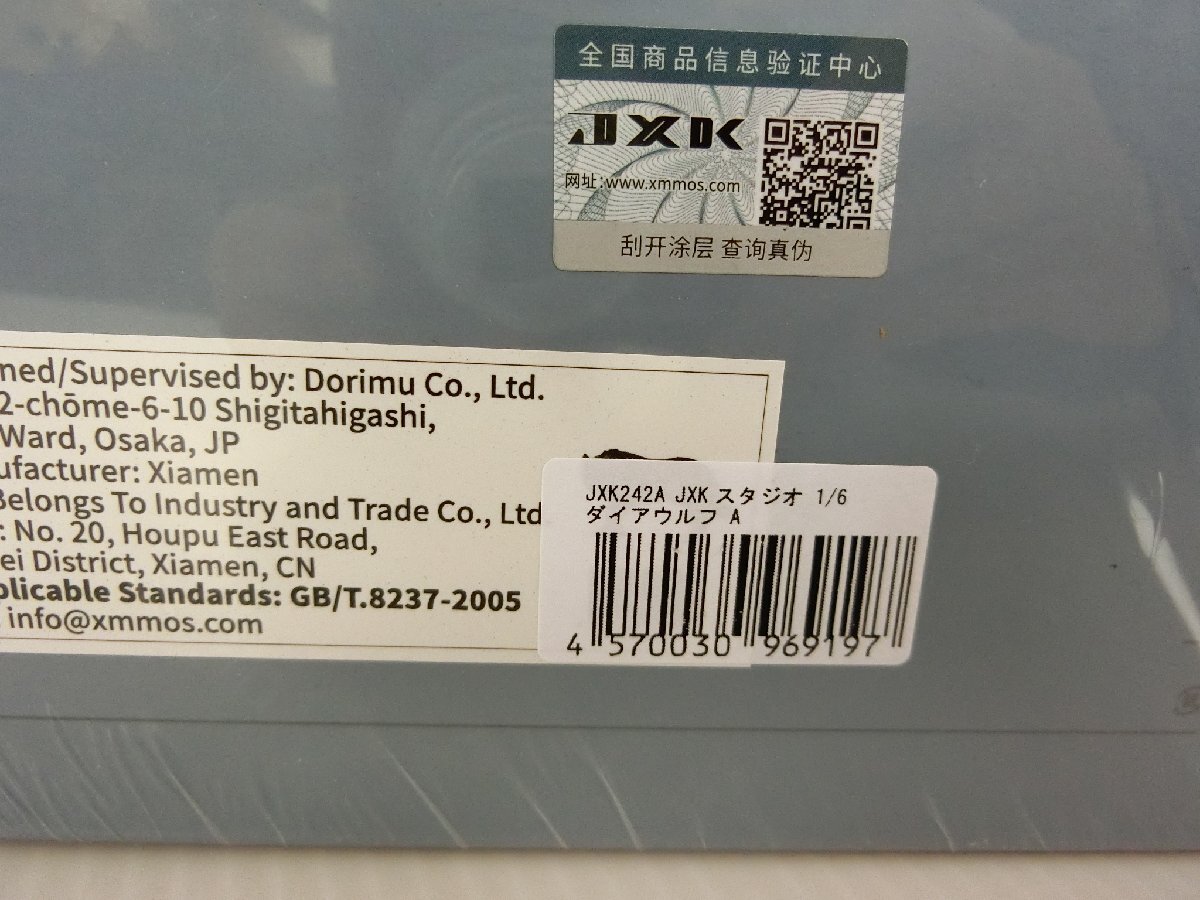 全国商品信息验证中心
JXK
网址:www.xmmos.com
刮开涂层 查询真伪
ned/Supervised by: Dorimu Co., Ltd.
2-chōme-6-10 Shigitahigashi,
Ward, Osaka, JP
ufacturer: Xiamen
Belongs To Industry and Trade Co., Ltd
: No. 20, Houpu East Road,
ei District, Xiamen, CN
plicable Standards: GB/T.8237-2005
info@xmmos.com
JXK242A JXK スタジオ 1/6
ダイアウルフ A
4 570030 969197